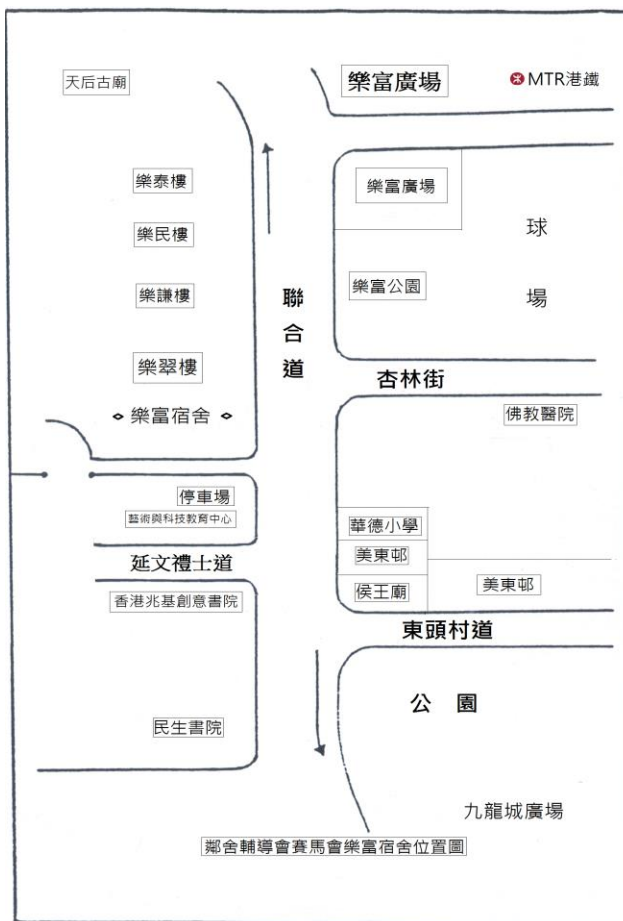 天后古廟
樂富廣場
MTR港鐵
樂泰樓
樂富廣場
樂民樓
球場
樂謙樓
樂富公園
聯合道
樂翠樓
杏林街
樂富宿舍
佛教醫院
停車場
藝術與科技教育中心
華德小學
延文禮士道
美東邨
香港兆基創意書院
侯王廟
美東邨
東頭村道
公園
民生書院
九龍城廣場
鄰舍輔導會賽馬會樂富宿舍位置圖